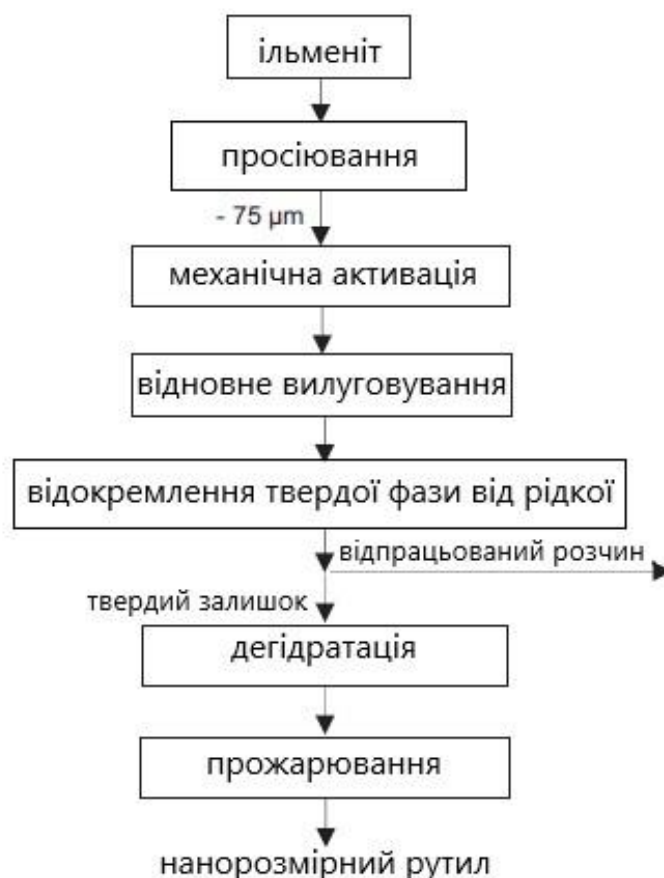 ільменіт
просіювання
- 75 μm
механічна активація
відновне вилуговування
відокремлення твердої фази від рідкої
відпрацьований розчин
твердий залишок
дегідратація
прожарювання
нанорозмірний рутил